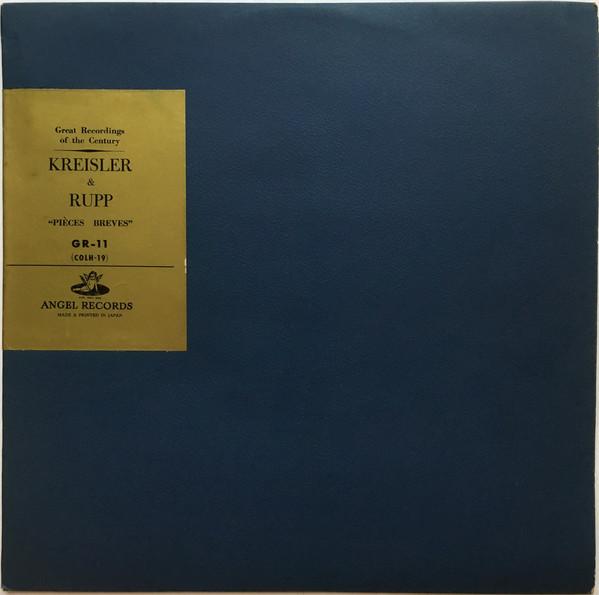 Great Recordings
of the Century
KREISLER
&
RUPP
“PIÈCES BREVES”
GR-11
(COLH-19)
ANGEL RECORDS
MADE & PRINTED IN JAPAN